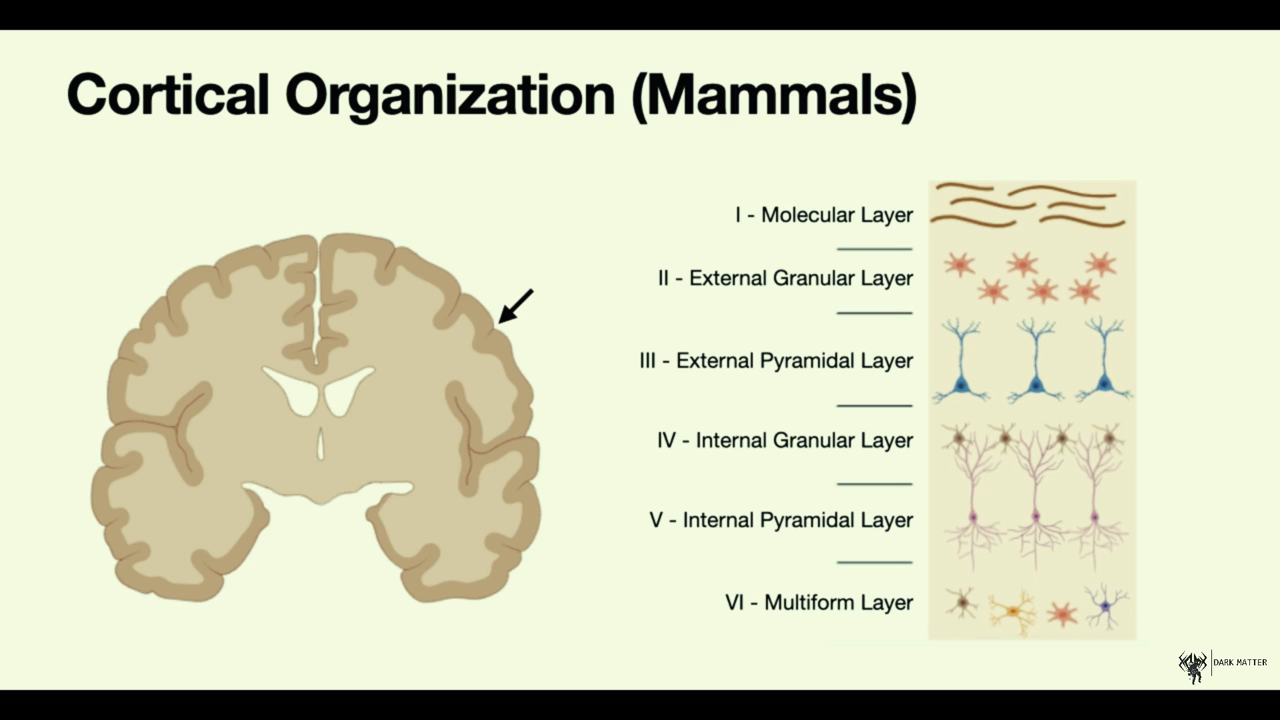 Cortical Organization (Mammals)
I - Molecular Layer
II - External Granular Layer
III - External Pyramidal Layer
IV - Internal Granular Layer
V - Internal Pyramidal Layer
VI - Multiform Layer
DARK MATTER